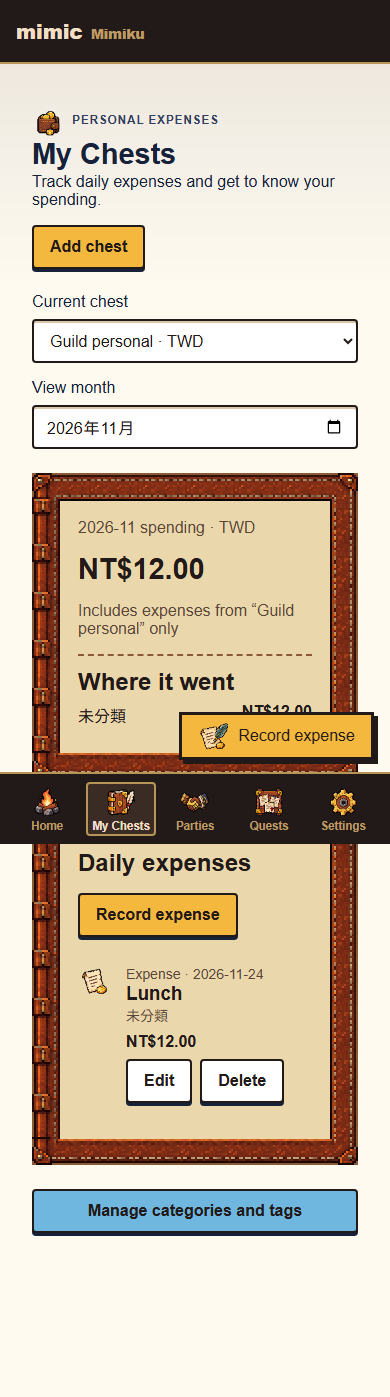 mimic Mimiku
PERSONAL EXPENSES
My Chests
Track daily expenses and get to know your
spending.
Add chest
Current chest
Guild personal · TWD
View month
2026年11月
2026-11 spending · TWD
NT$12.00
Includes expenses from “Guild
personal” only
Where it went
未分類 NT$12.00
Record expense
Home My Chests Parties Quests Settings
Daily expenses
Record expense
Expense · 2026-11-24
Lunch
未分類
NT$12.00
Edit Delete
Manage categories and tags